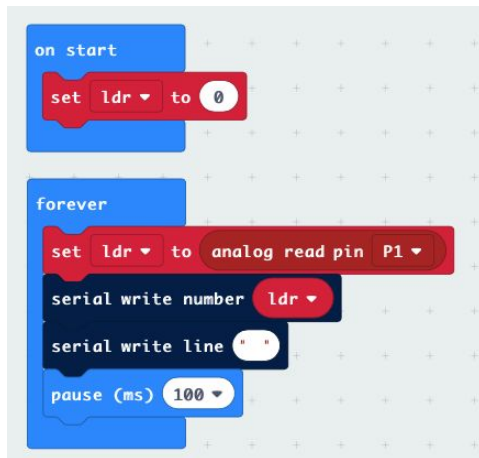 on start
set ldr to 0
forever
set ldr to analog read pin P1
serial write number ldr
serial write line " "
pause (ms) 100